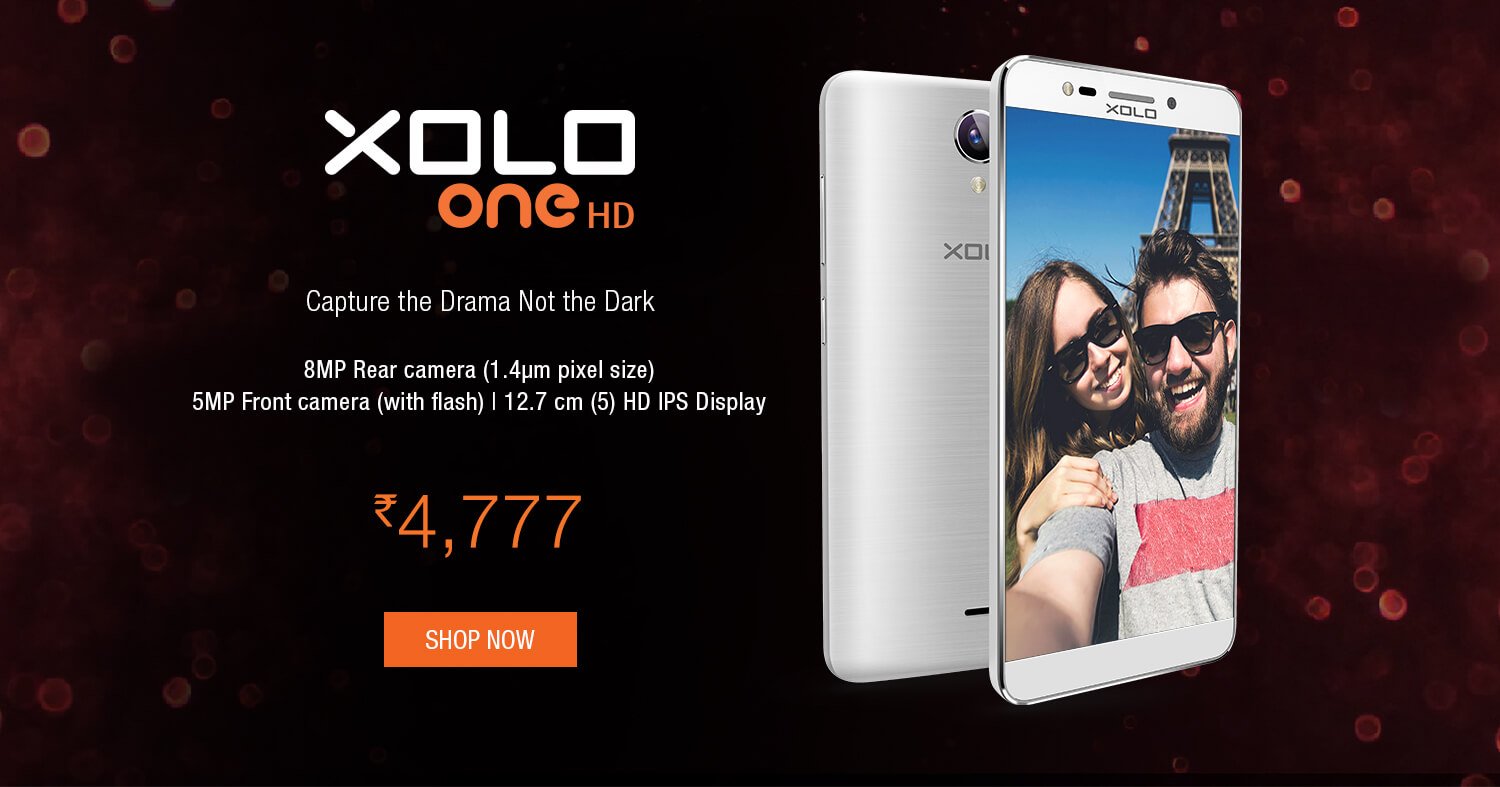 XOLO
one HD
Capture the Drama Not the Dark
8MP Rear camera (1.4µm pixel size)
5MP Front camera (with flash) | 12.7 cm (5) HD IPS Display
₹4,777
SHOP NOW
XOLO
XOL